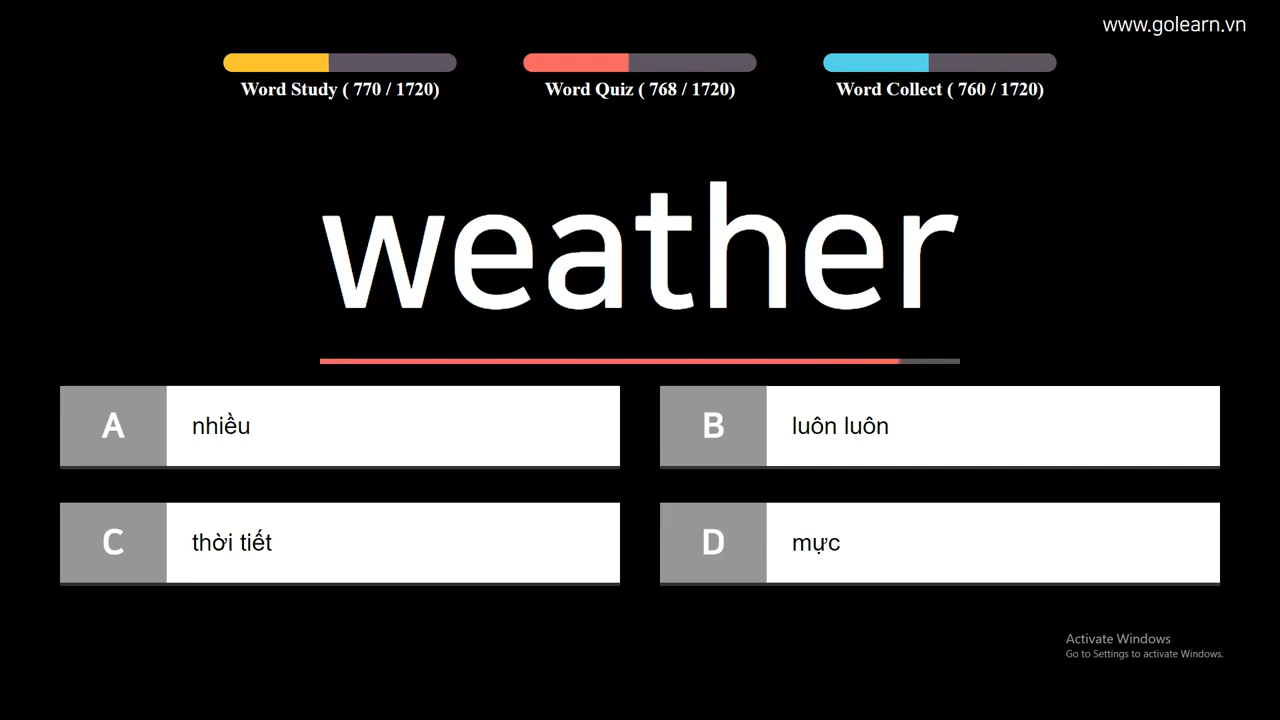 www.golearn.vn
Word Study ( 770 / 1720)
Word Quiz ( 768 / 1720)
Word Collect ( 760 / 1720)
weather
A nhiều
B luôn luôn
C thời tiết
D mực
Activate Windows
Go to Settings to activate Windows.